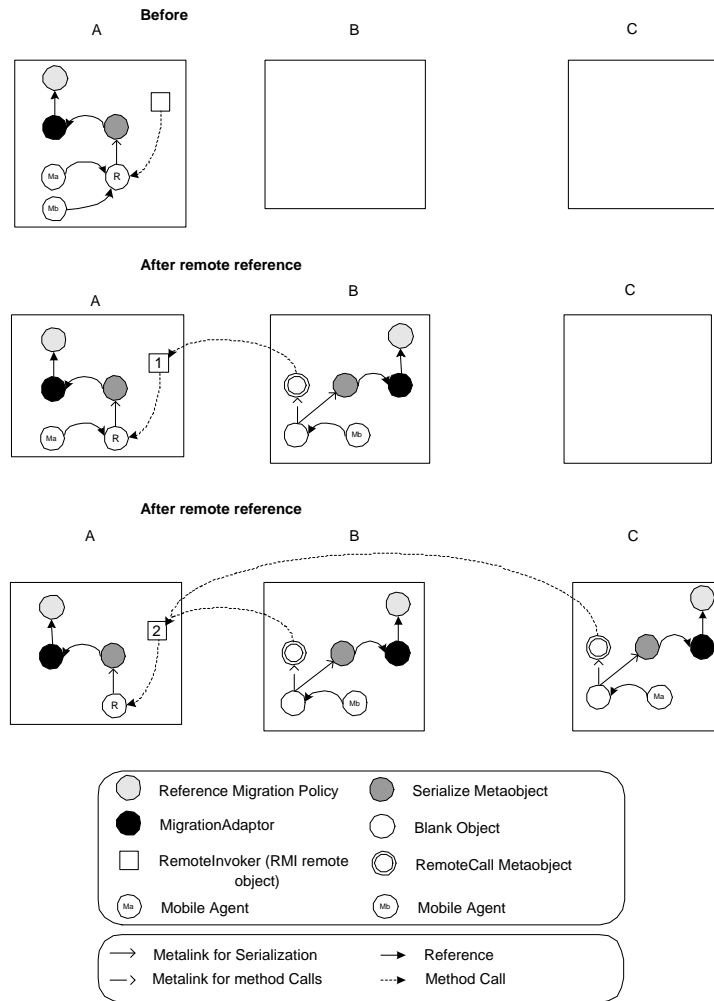 Before
A
B
C
Ma
R
Mb
After remote reference
A
B
C
1
Ma
R
Mb
After remote reference
A
B
C
2
R
Mb
Ma
Reference Migration Policy
Serialize Metaobject
MigrationAdaptor
Blank Object
RemoteInvoker (RMI remote
object)
RemoteCall Metaobject
Ma
Mobile Agent
Mb
Mobile Agent
Metalink for Serialization
Reference
Metalink for method Calls
Method Call